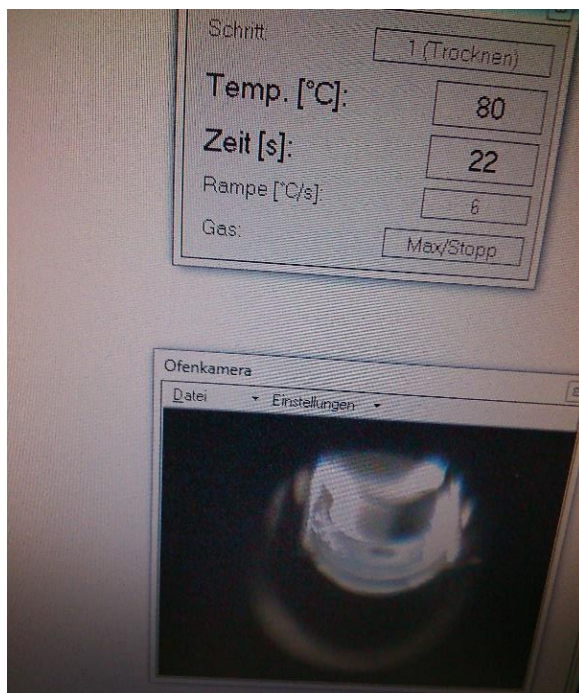 Schritt:
1 (Trocknen)
Temp. [°C]:
80
Zeit [s]:
22
Rampe [°C/s]:
6
Gas:
Max/Stopp
Ofenkamera
Datei
Einstellungen